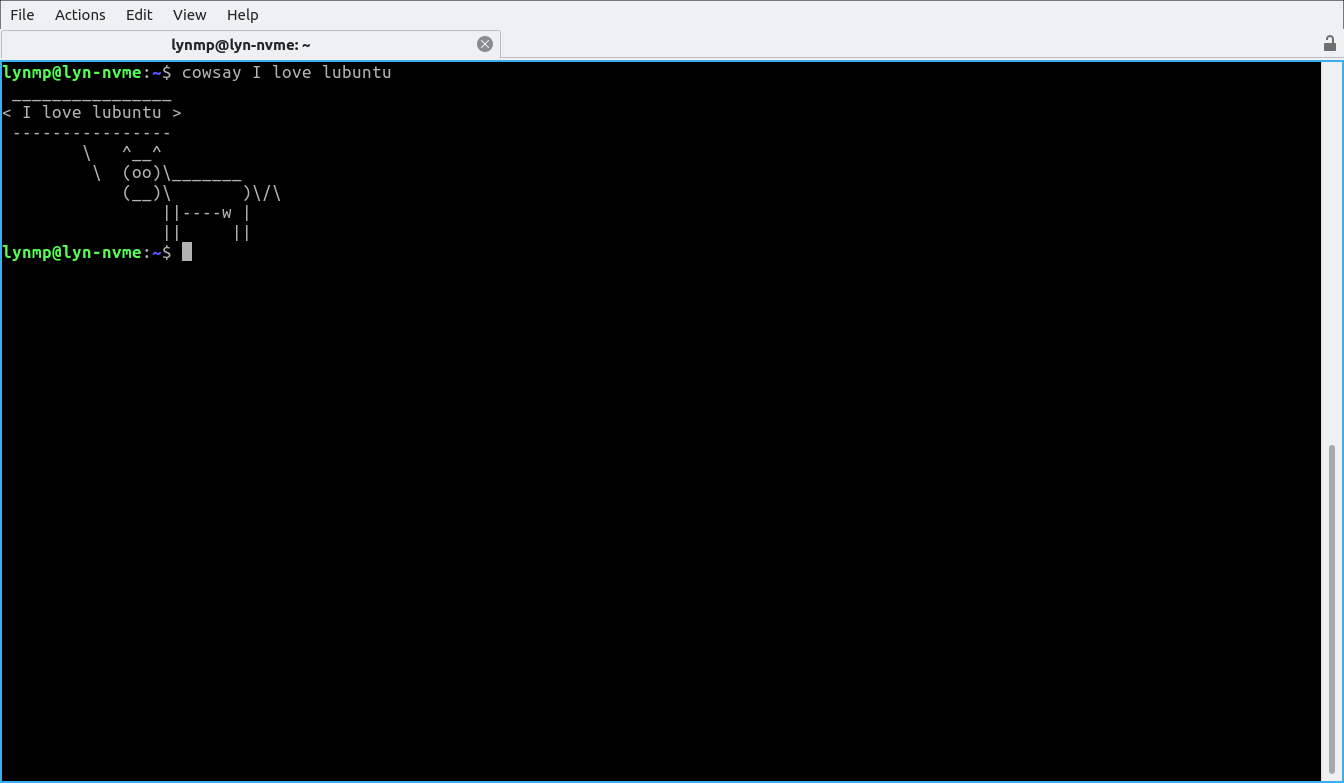 File Actions Edit View Help
lynmp@lyn-nvme: ~
lynmp@lyn-nvme:~$ cowsay I love lubuntu
 ________________
< I love lubuntu >
 ----------------
        \   ^__^
         \  (oo)\_______
            (__)\       )\/\
                ||----w |
                ||     ||
lynmp@lyn-nvme:~$